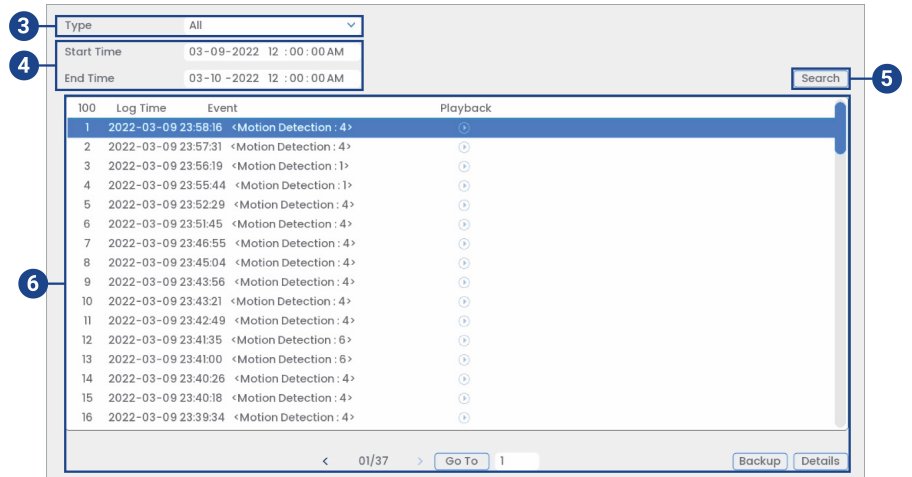 3 Type All
4 Start Time 03-09-2022 12 :00:00AM
End Time 03-10 -2022 12 :00:00AM
Search 5
100 Log Time Event Playback
1 2022-03-09 23:58:16 <Motion Detection : 4>
2 2022-03-09 23:57:31 <Motion Detection : 4>
3 2022-03-09 23:56:19 <Motion Detection : 1>
4 2022-03-09 23:55:44 <Motion Detection : 1>
5 2022-03-09 23:52:29 <Motion Detection : 4>
6 2022-03-09 23:51:45 <Motion Detection : 4>
7 2022-03-09 23:46:55 <Motion Detection : 4>
8 2022-03-09 23:45:04 <Motion Detection : 4>
6 9 2022-03-09 23:43:56 <Motion Detection : 4>
10 2022-03-09 23:43:21 <Motion Detection : 4>
11 2022-03-09 23:42:49 <Motion Detection : 4>
12 2022-03-09 23:41:35 <Motion Detection : 6>
13 2022-03-09 23:41:00 <Motion Detection : 6>
14 2022-03-09 23:40:26 <Motion Detection : 4>
15 2022-03-09 23:40:18 <Motion Detection : 4>
16 2022-03-09 23:39:34 <Motion Detection : 4>
< 01/37 > Go To 1 Backup Details